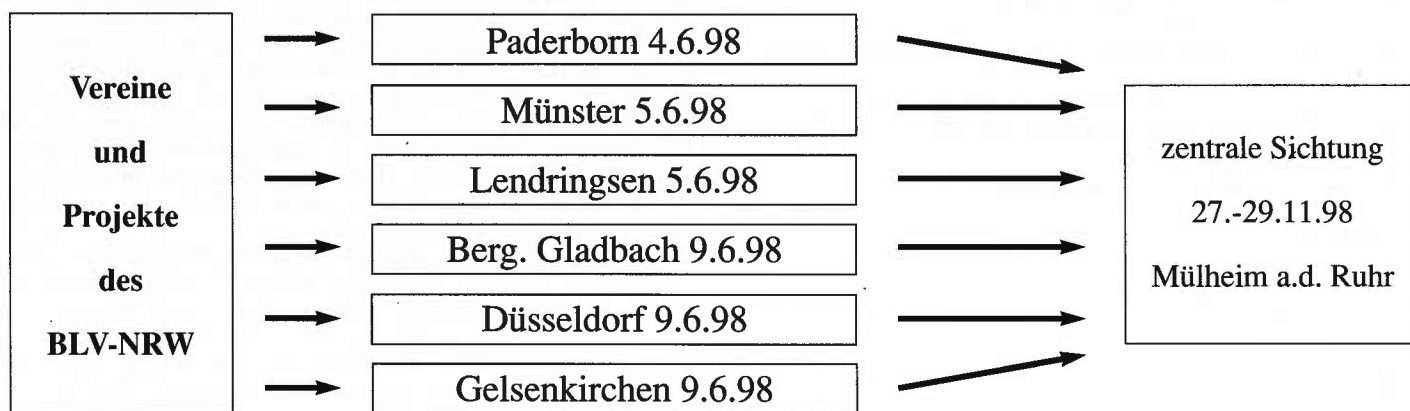 Vereine
und
Projekte
des
BLV-NRW
Paderborn 4.6.98
Münster 5.6.98
Lendringsen 5.6.98
Berg. Gladbach 9.6.98
Düsseldorf 9.6.98
Gelsenkirchen 9.6.98
zentrale Sichtung
27.-29.11.98
Mülheim a.d. Ruhr